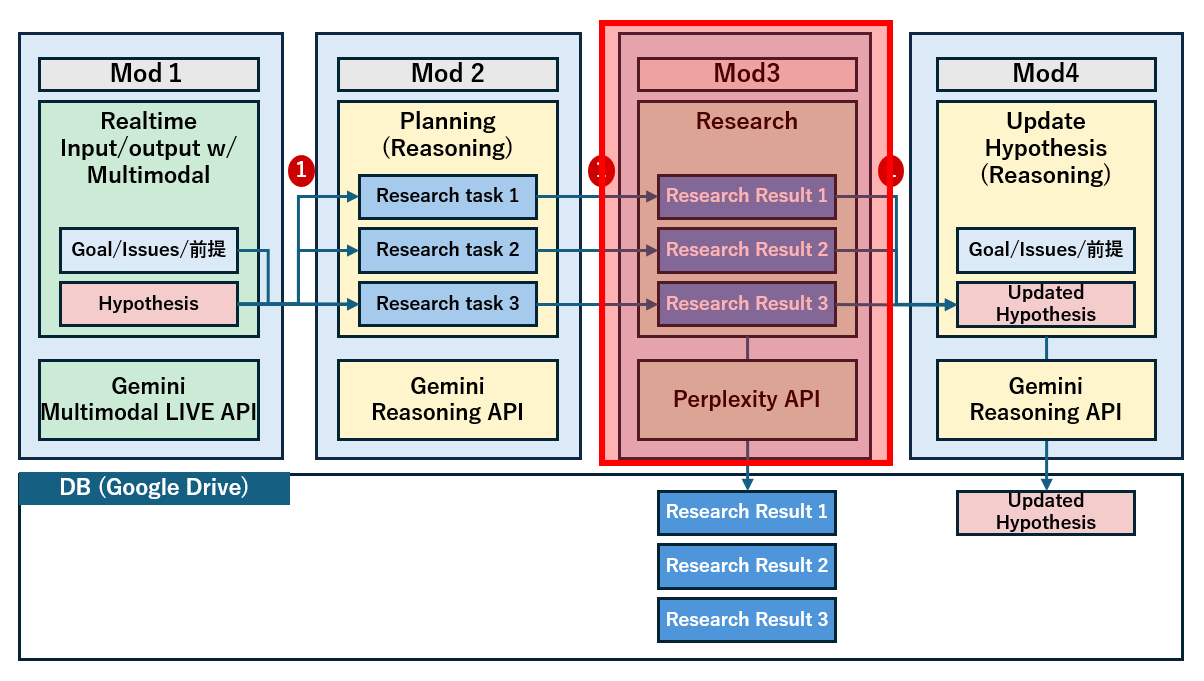 Mod 1
Realtime
Input/output w/
Multimodal
Goal/Issues/前提
Hypothesis
Gemini
Multimodal LIVE API
1
Mod 2
Planning
(Reasoning)
Research task 1
Research task 2
Research task 3
Gemini
Reasoning API
1
Mod3
Research
Research Result 1
Research Result 2
Research Result 3
Perplexity API
1
Mod4
Update
Hypothesis
(Reasoning)
Goal/Issues/前提
Updated
Hypothesis
Gemini
Reasoning API
DB (Google Drive)
Research Result 1
Research Result 2
Research Result 3
Updated
Hypothesis